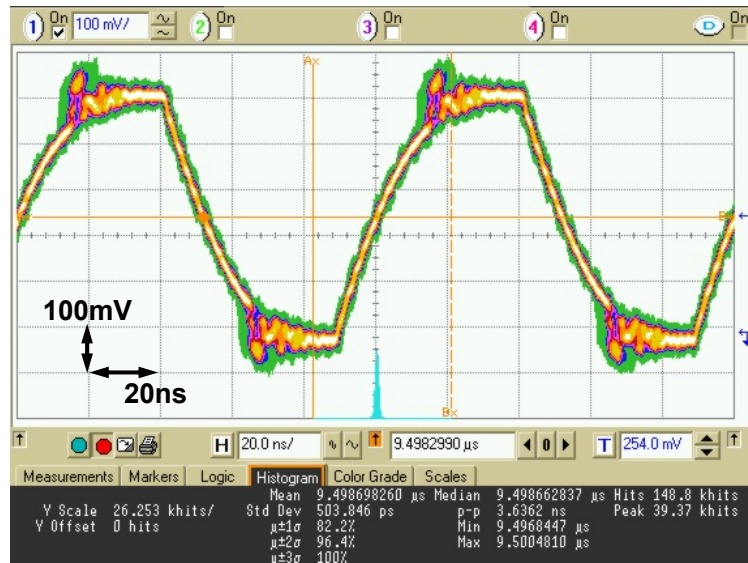 1 On 100 mV/ 2 On 3 On 4 On D On
Ax
B
100mV
20ns
Bx
H 20.0 ns/ 9.4982990 μs 0 T 254.0 mV
Measurements Markers Logic Histogram Color Grade Scales
Mean 9.498698260 μs Median 9.498662837 μs Hits 148.8 khits
Y Scale 26.253 khits/ Std Dev 503.846 ps p-p 3.6362 ns Peak 39.37 khits
Y Offset 0 hits μ±1σ 82.2% Min 9.4968447 μs
μ±2σ 96.4% Max 9.5004810 μs
μ±3σ 100%